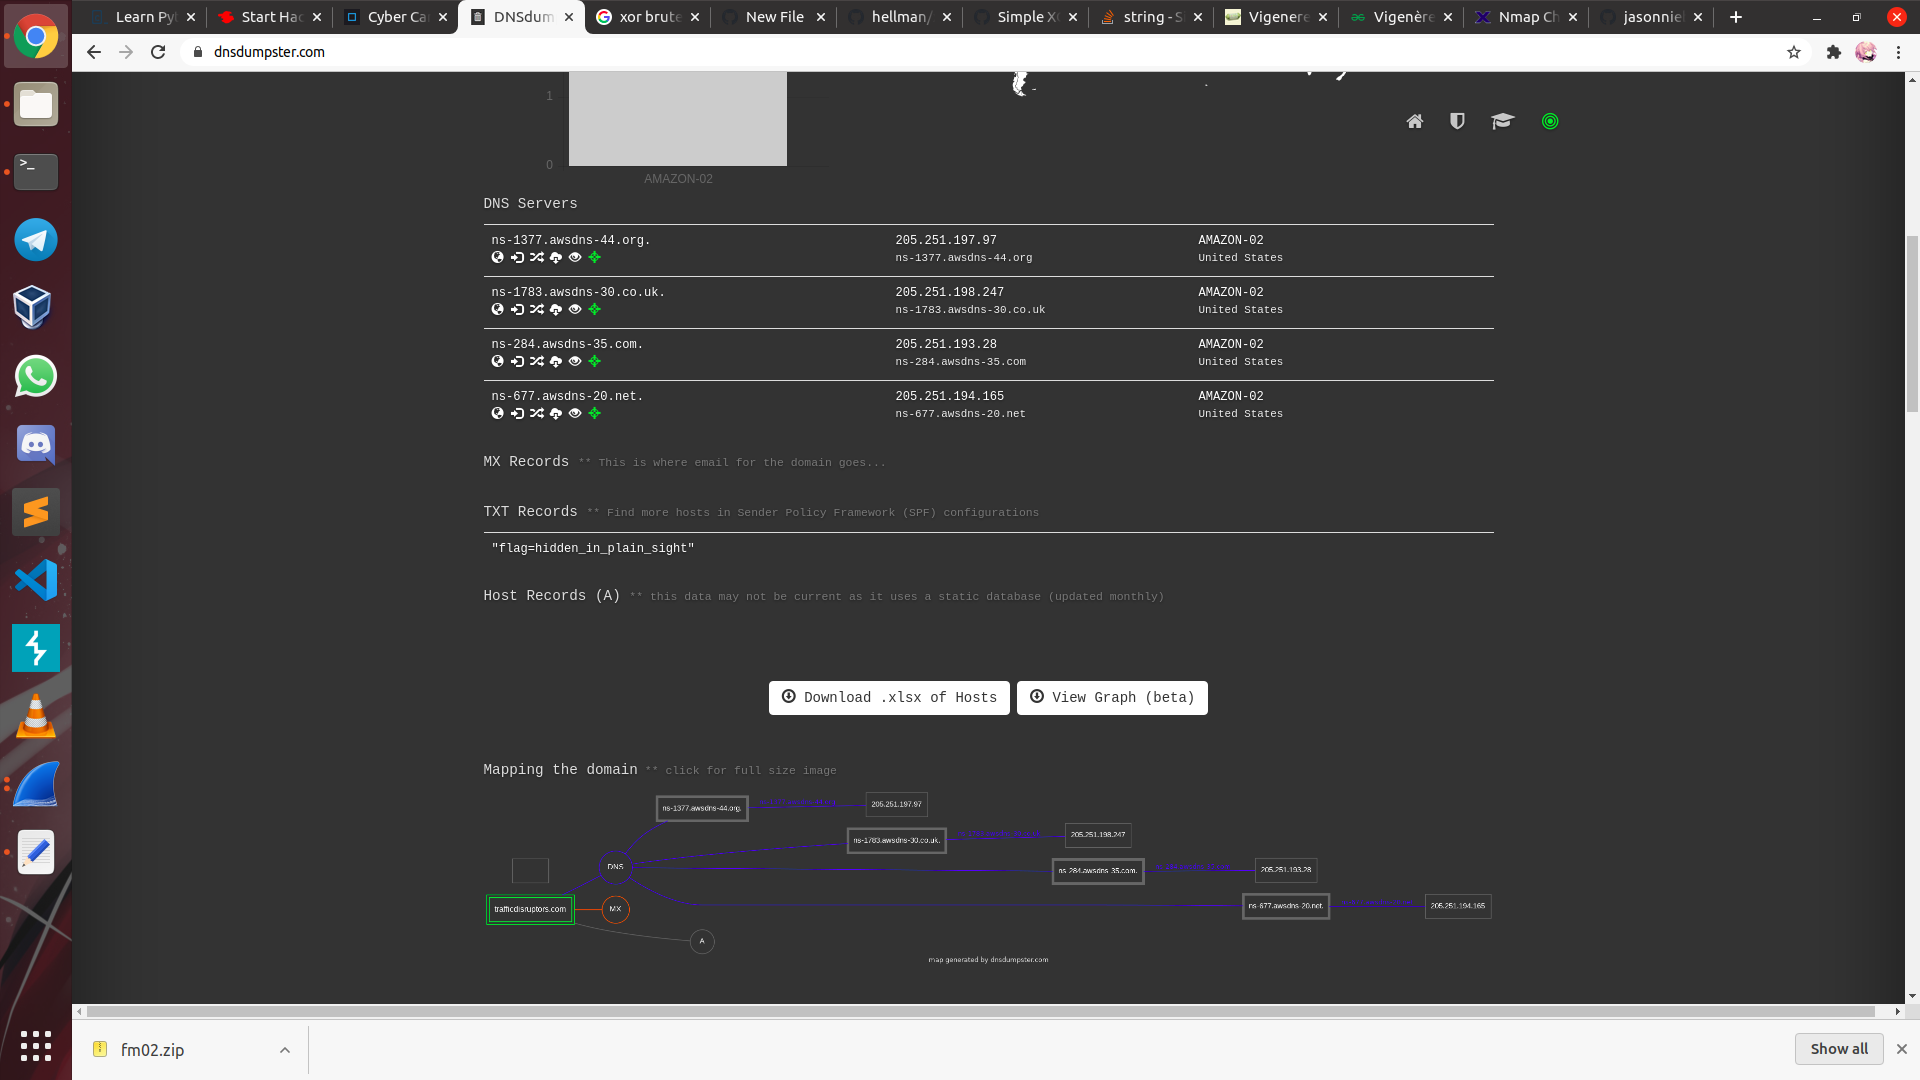 Learn Py
Start Hac
Cyber Ca
DNSdum
xor brute
New File
hellman/
Simple X
string - S
Vigenere
Vigenère
Nmap Ch
jasonniel
dnsdumpster.com
1
0
AMAZON-02
DNS Servers
ns-1377.awsdns-44.org. 205.251.197.97 AMAZON-02
ns-1377.awsdns-44.org United States
ns-1783.awsdns-30.co.uk. 205.251.198.247 AMAZON-02
ns-1783.awsdns-30.co.uk United States
ns-284.awsdns-35.com. 205.251.193.28 AMAZON-02
ns-284.awsdns-35.com United States
ns-677.awsdns-20.net. 205.251.194.165 AMAZON-02
ns-677.awsdns-20.net United States
MX Records ** This is where email for the domain goes...
TXT Records ** Find more hosts in Sender Policy Framework (SPF) configurations
"flag=hidden_in_plain_sight"
Host Records (A) ** this data may not be current as it uses a static database (updated monthly)
Download .xlsx of Hosts View Graph (beta)
Mapping the domain ** click for full size image
ns-1377.awsdns-44.org. 205.251.197.97
ns-1783.awsdns-30.co.uk. 205.251.198.247
DNS ns-284.awsdns-35.com. 205.251.193.28
trafficdisruptors.com MX ns-677.awsdns-20.net. 205.251.194.165
A
map generated by dnsdumpster.com
fm02.zip Show all